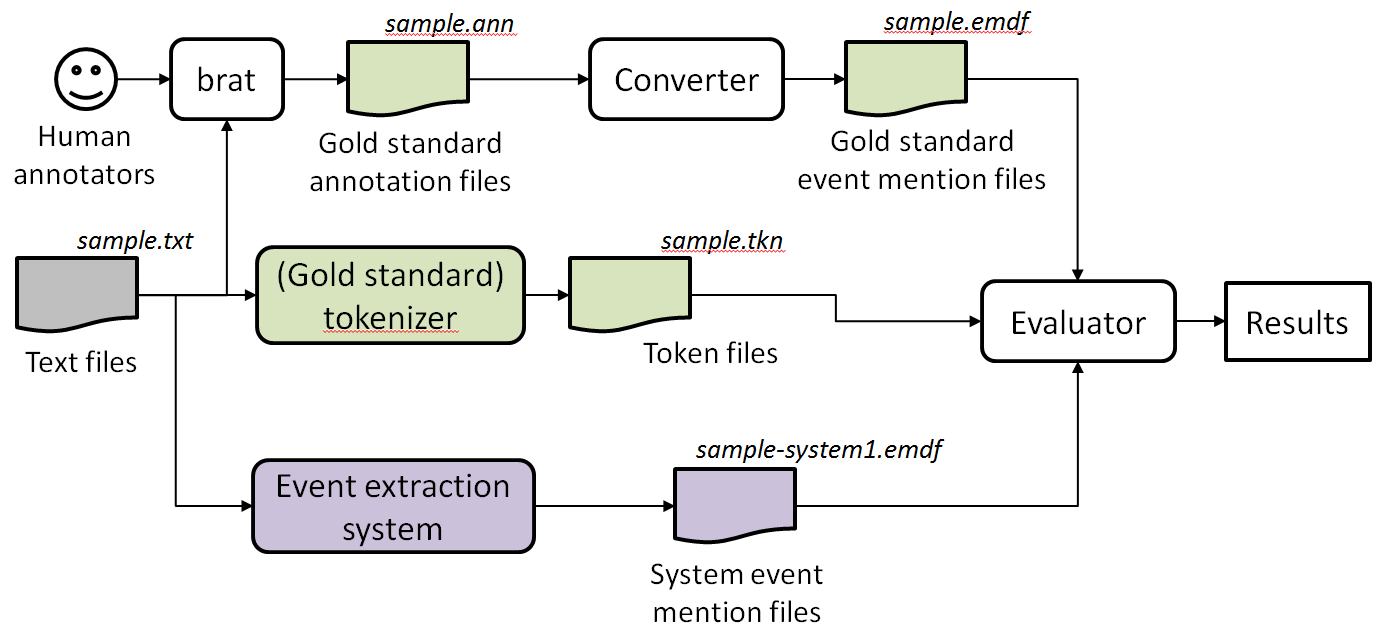 sample.ann
sample.emdf
brat
Converter
Human
annotators
Gold standard
annotation files
Gold standard
event mention files
sample.txt
sample.tkn
(Gold standard)
tokenizer
Evaluator
Results
Text files
Token files
sample-system1.emdf
Event extraction
system
System event
mention files